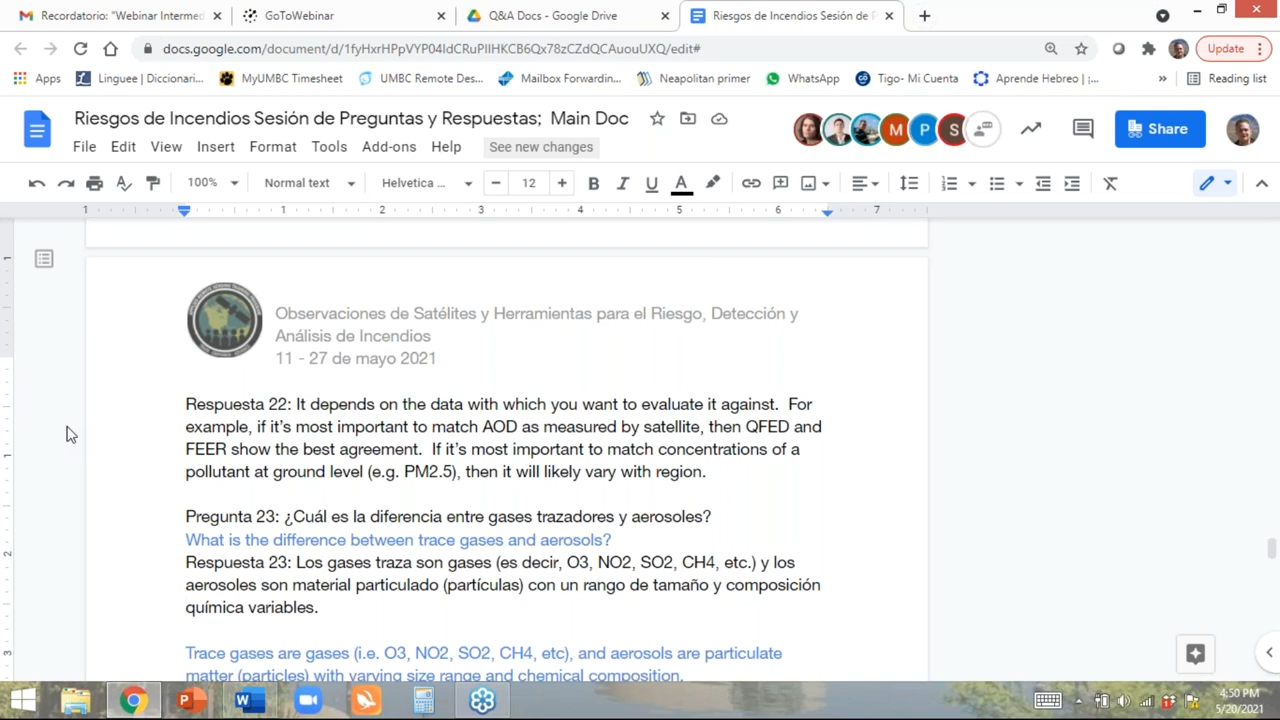 Recordatorio: "Webinar Intermed
GoToWebinar
Q&A Docs - Google Drive
Riesgos de Incendios Sesión de P
docs.google.com/document/d/1fyHxrHPpVYP04IdCRuPIIHKCB6Qx78zCZdQCAuouUXQ/edit#
Update
Apps
Linguee | Diccionari...
MyUMBC Timesheet
UMBC Remote Des...
Mailbox Forwardin...
Neapolitan primer
WhatsApp
Tigo- Mi Cuenta
Aprende Hebreo | ¡...
»
Reading list
Riesgos de Incendios Sesión de Preguntas y Respuestas; Main Doc
M P S
Share
File Edit View Insert Format Tools Add-ons Help See new changes
100% Normal text Helvetica ... 12
1 1 2 3 4 5 6 7
Observaciones de Satélites y Herramientas para el Riesgo, Detección y
Análisis de Incendios
11 - 27 de mayo 2021
Respuesta 22: It depends on the data with which you want to evaluate it against. For
example, if it's most important to match AOD as measured by satellite, then QFED and
FEER show the best agreement. If it's most important to match concentrations of a
pollutant at ground level (e.g. PM2.5), then it will likely vary with region.
Pregunta 23: ¿Cuál es la diferencia entre gases trazadores y aerosoles?
What is the difference between trace gases and aerosols?
Respuesta 23: Los gases traza son gases (es decir, O3, NO2, SO2, CH4, etc.) y los
aerosoles son material particulado (partículas) con un rango de tamaño y composición
química variables.
Trace gases are gases (i.e. O3, NO2, SO2, CH4, etc), and aerosols are particulate
matter (particles) with varying size range and chemical composition.
4:50 PM
5/20/2021